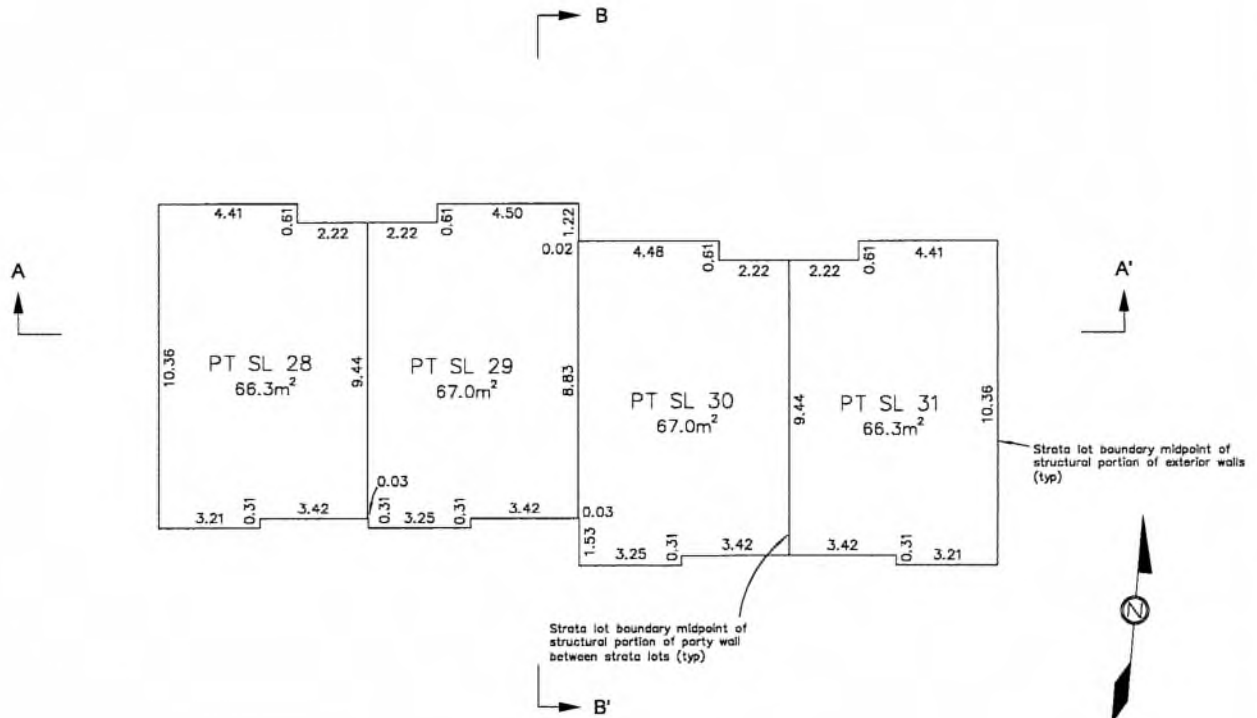 B
4.41
0.61
2.22
2.22
0.61
4.50
1.22
0.02
4.48
0.61
2.22
2.22
0.61
4.41
A
A'
10.36
PT SL 28
66.3m²
9.44
PT SL 29
67.0m²
8.83
PT SL 30
67.0m²
9.44
PT SL 31
66.3m²
10.36
Strata lot boundary midpoint of
structural portion of exterior walls
(typ)
0.03
3.21
0.31
3.42
0.31
3.25
0.31
3.42
0.03
1.53
3.25
0.31
3.42
3.42
0.31
3.21
Strata lot boundary midpoint of
structural portion of party wall
between strata lots (typ)
N
B'